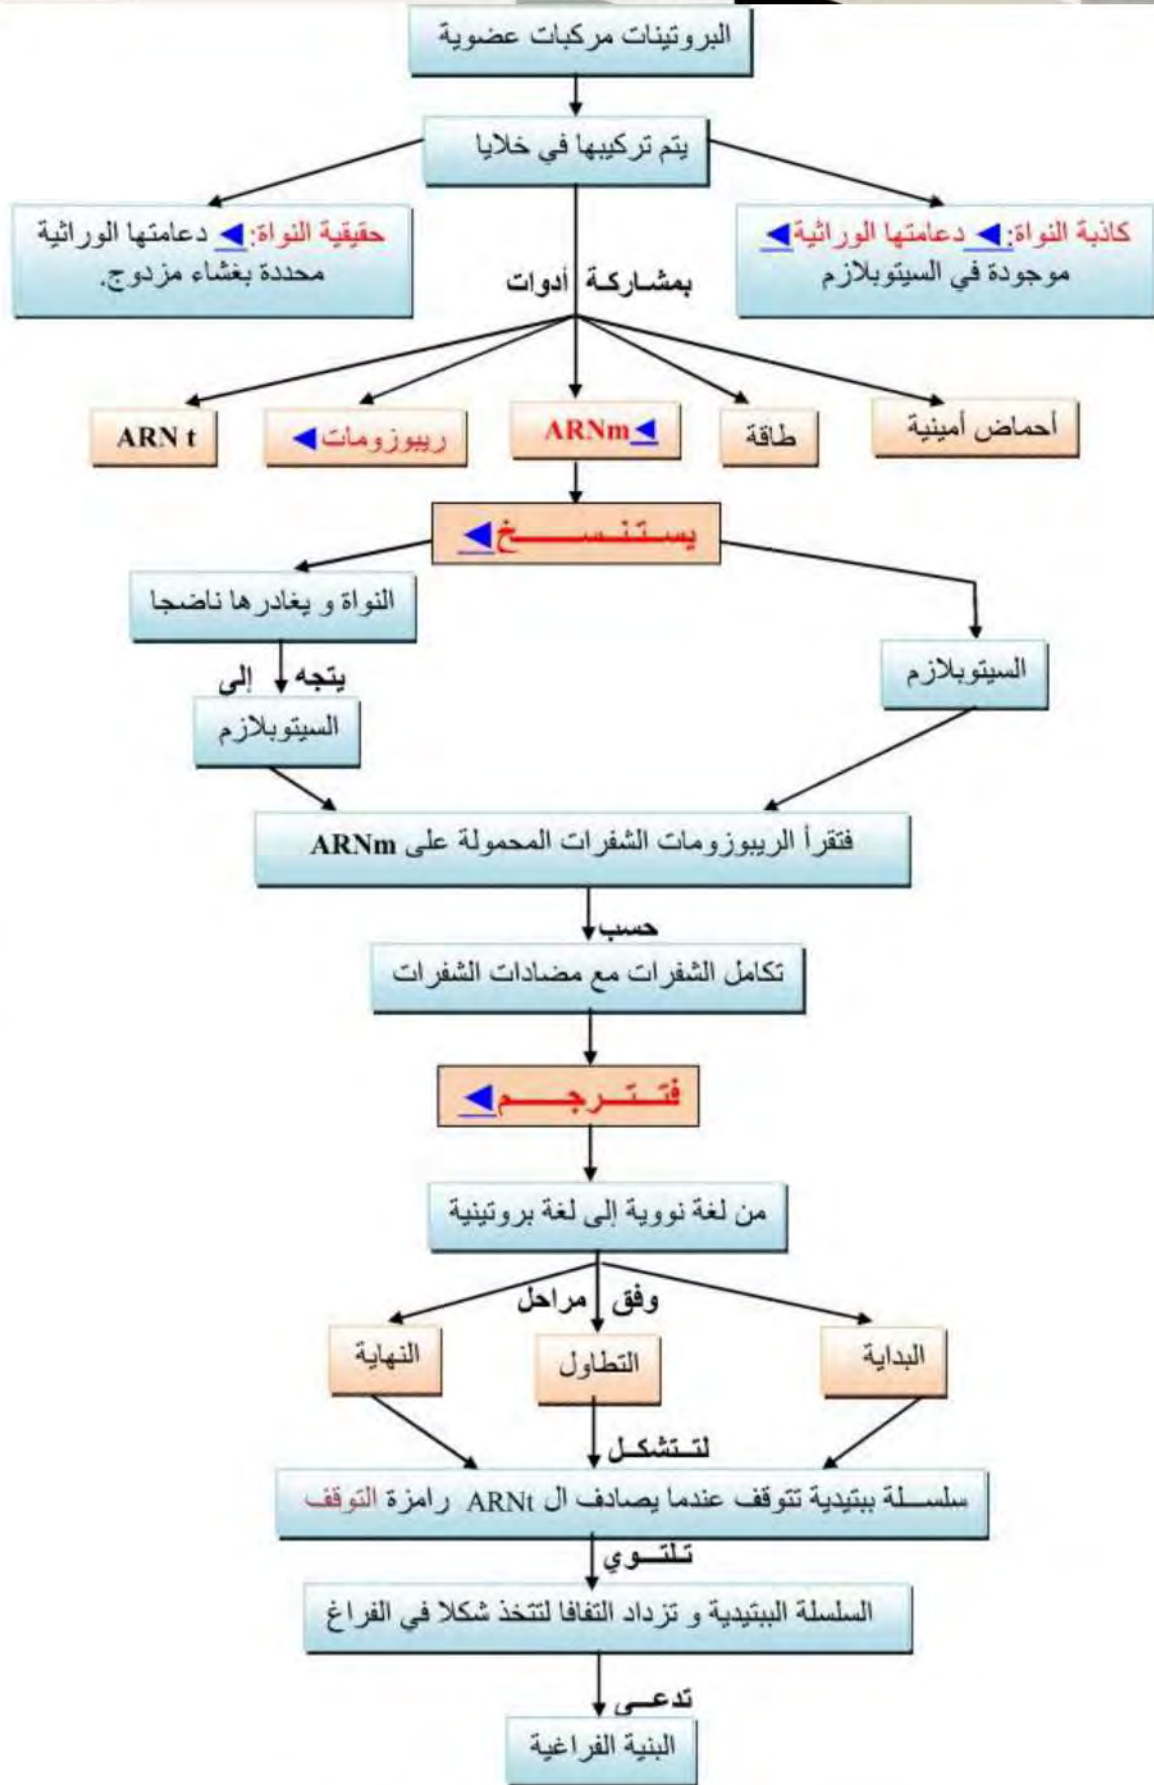 البروتينات مركبات عضوية
يتم تركيبها في خلايا
كاذبة النواة:◄ دعامتها الوراثية◄
موجودة في السيتوبلازم
حقيقية النواة:◄ دعامتها الوراثية
محددة بغشاء مزدوج.
بمشاركة أدوات
أحماض أمينية
طاقة
ARNm◄
ريبوزومات◄
ARN t
يستنسخ◄
النواة و يغادرها ناضجا
السيتوبلازم
يتجه إلى
السيتوبلازم
فتقرأ الريبوزومات الشفرات المحمولة على ARNm
حسب
تكامل الشفرات مع مضادات الشفرات
فتترجم◄
من لغة نووية إلى لغة بروتينية
وفق مراحل
البداية
التطاول
النهاية
لتتشكل
سلسلة ببتيدية تتوقف عندما يصادف ال ARNt رامزة التوقف
تلتوي
السلسلة الببتيدية و تزداد التفافا لتتخذ شكلا في الفراغ
تدعى
البنية الفراغية